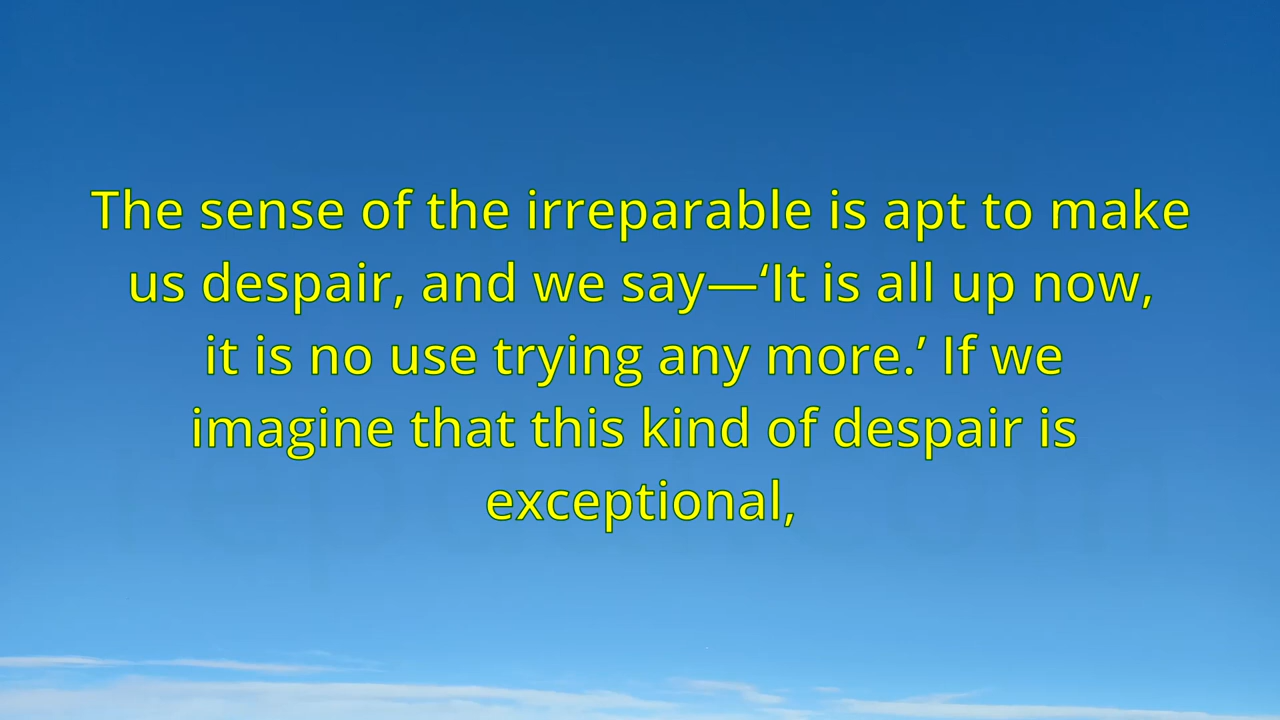 The sense of the irreparable is apt to make
us despair, and we say—‘It is all up now,
it is no use trying any more.’ If we
imagine that this kind of despair is
exceptional,